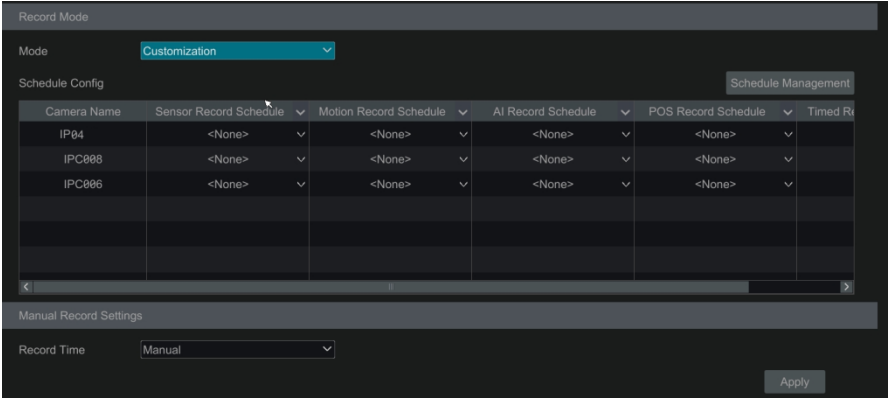 Record Mode
Mode Customization
Schedule Config Schedule Management
Camera Name Sensor Record Schedule Motion Record Schedule AI Record Schedule POS Record Schedule Timed Re
IP04 <None> <None> <None> <None>
IPC008 <None> <None> <None> <None>
IPC006 <None> <None> <None> <None>
Manual Record Settings
Record Time Manual
Apply